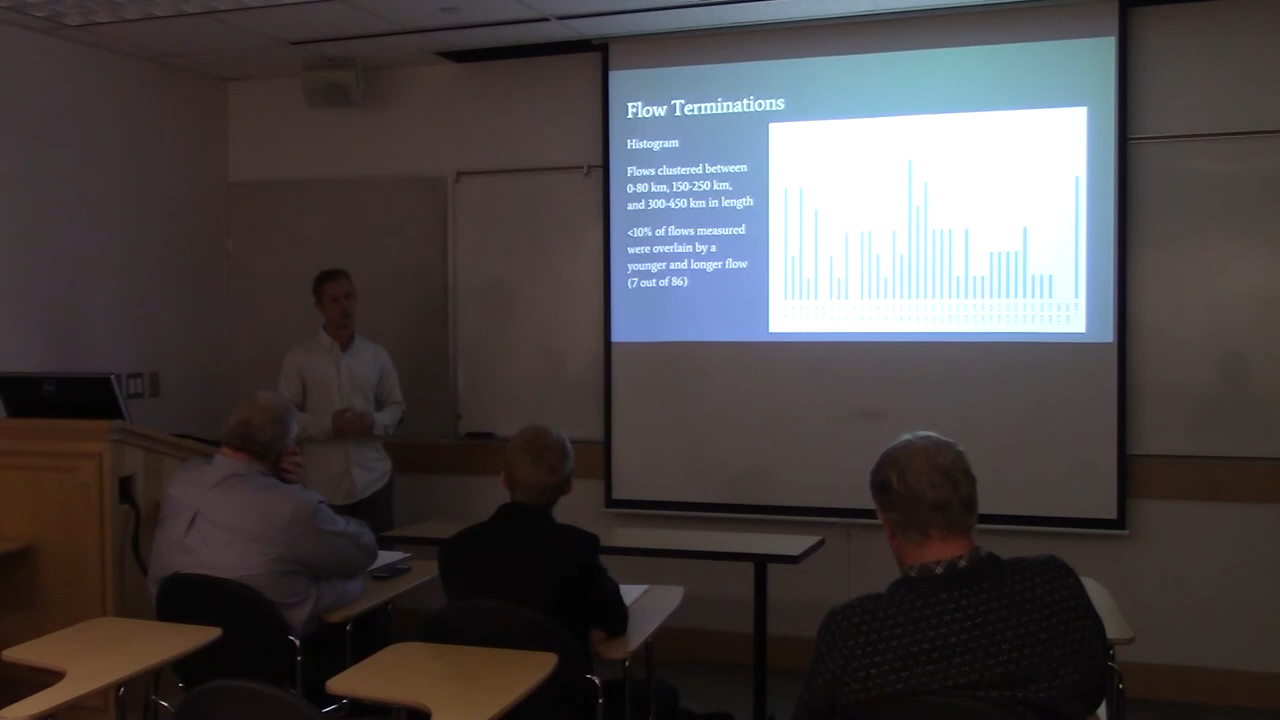 Flow Terminations
Histogram
Flows clustered between
0-80 km, 150-250 km,
and 300-450 km in length
<10% of flows measured
were overlain by a
younger and longer flow
(7 out of 86)